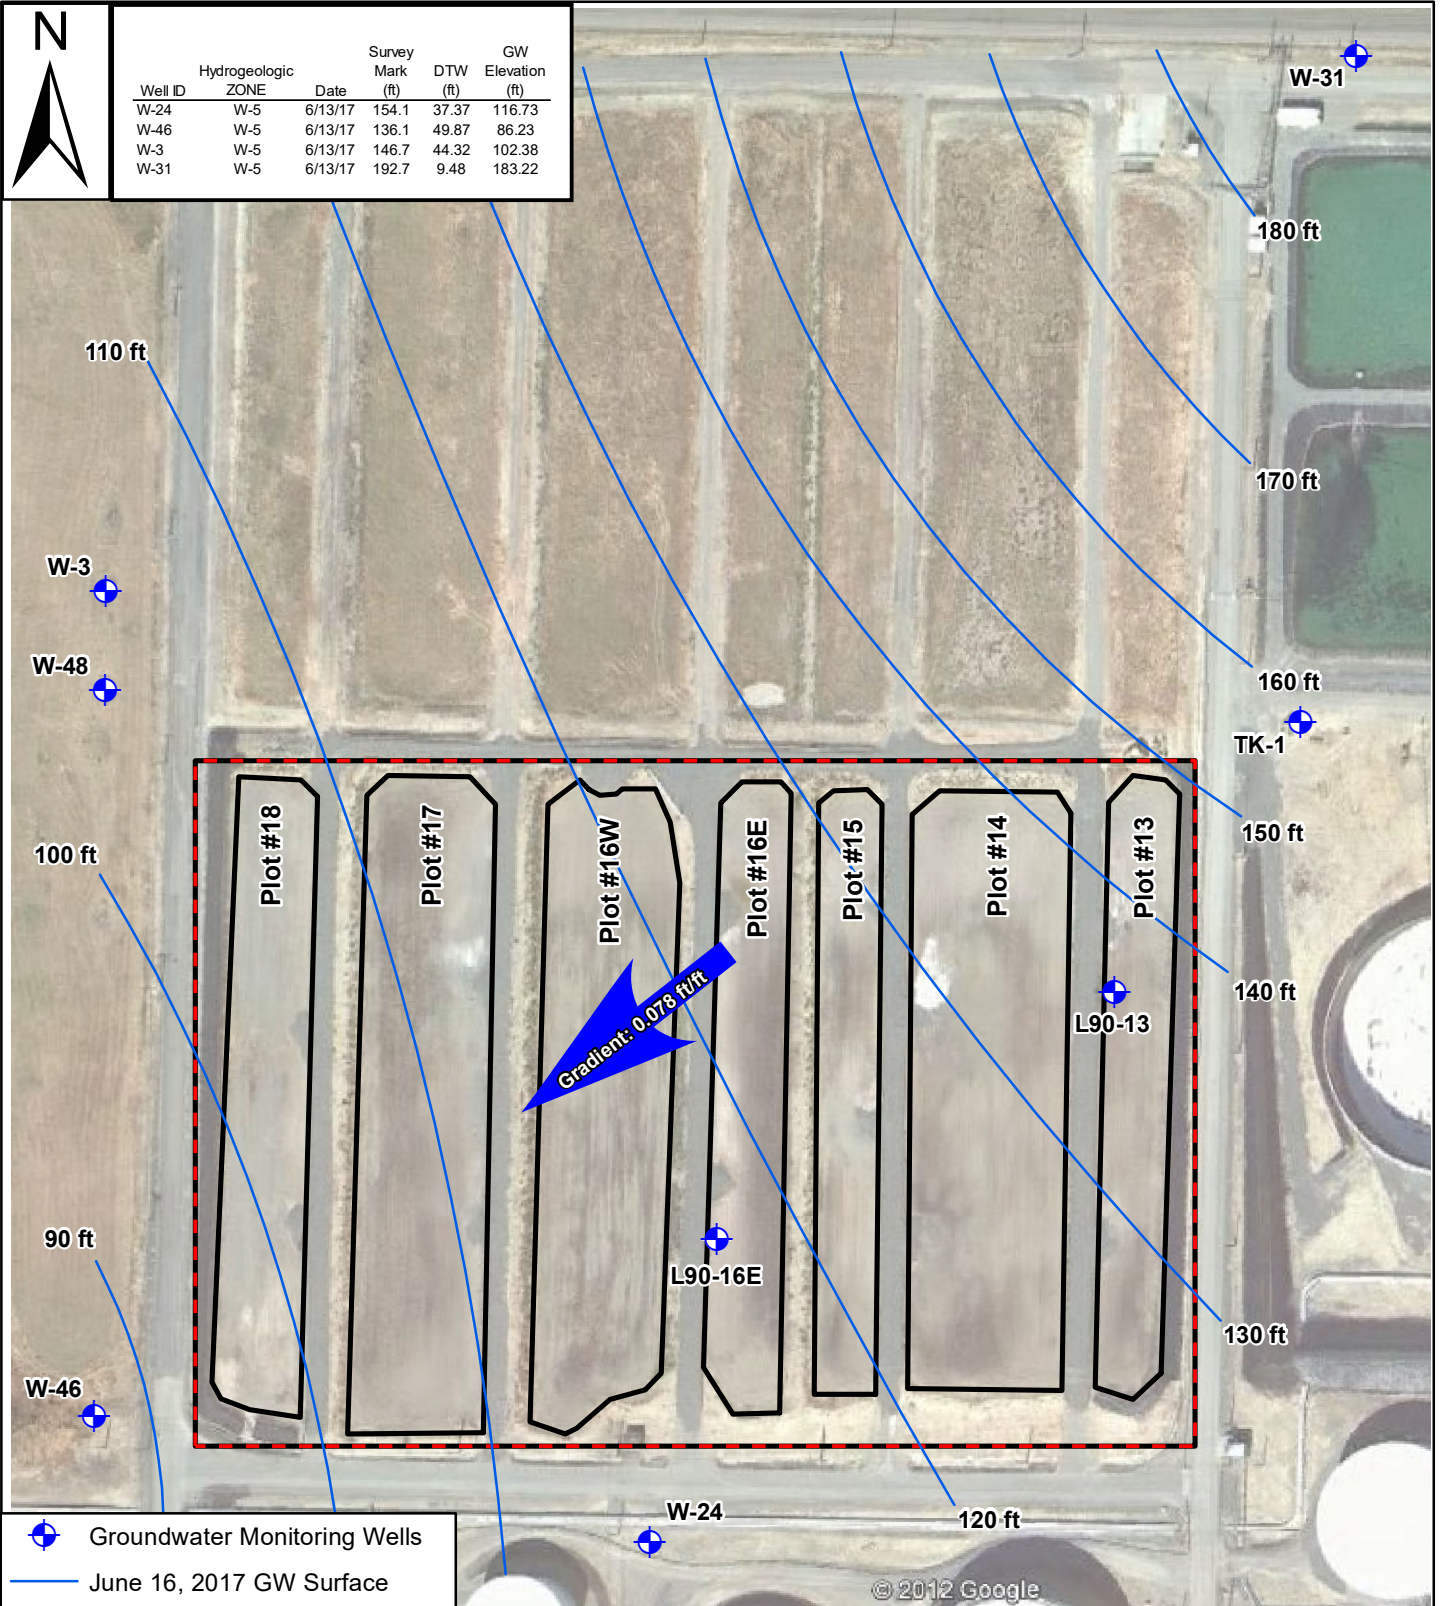 N
Well ID Hydrogeologic ZONE Date Survey Mark (ft) DTW (ft) GW Elevation (ft)
W-24 W-5 6/13/17 154.1 37.37 116.73
W-46 W-5 6/13/17 136.1 49.87 86.23
W-3 W-5 6/13/17 146.7 44.32 102.38
W-31 W-5 6/13/17 192.7 9.48 183.22
W-31
180 ft
110 ft
170 ft
W-3
W-48
160 ft
TK-1
150 ft
100 ft
Plot #18
Plot #17
Plot #16W
Plot #16E
Plot #15
Plot #14
Plot #13
Gradient: 0.078 ft/ft
140 ft
L90-13
90 ft
L90-16E
130 ft
W-46
W-24
120 ft
Groundwater Monitoring Wells
June 16, 2017 GW Surface
© 2012 Google